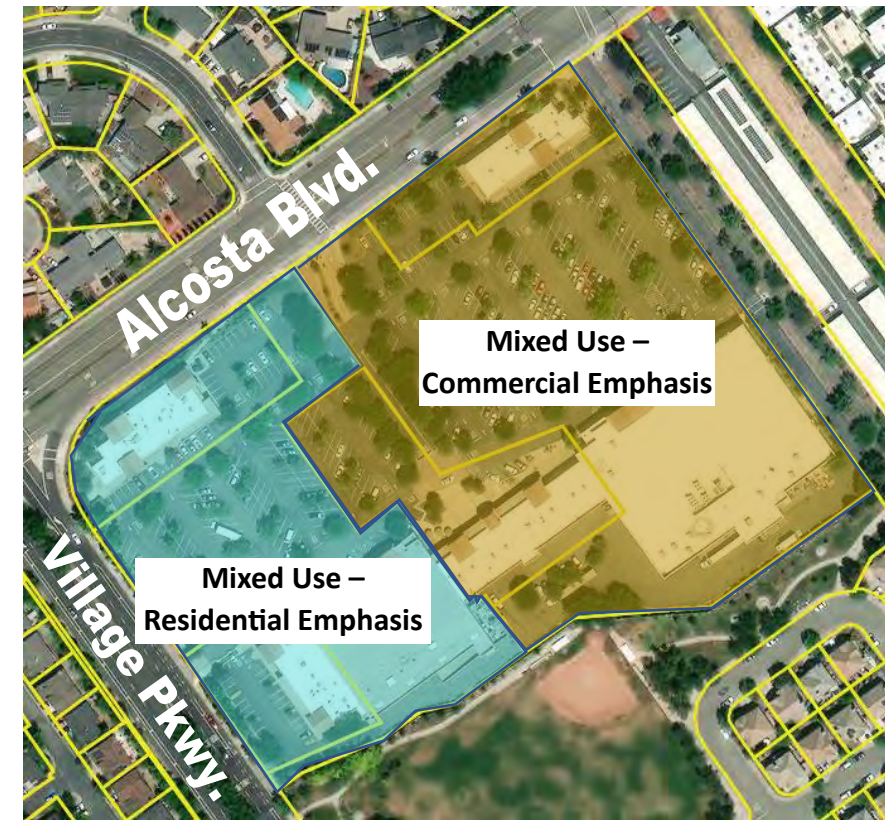 Alcosta Blvd.
Mixed Use –
Commercial Emphasis
Mixed Use –
Residential Emphasis
Village Pkwy.